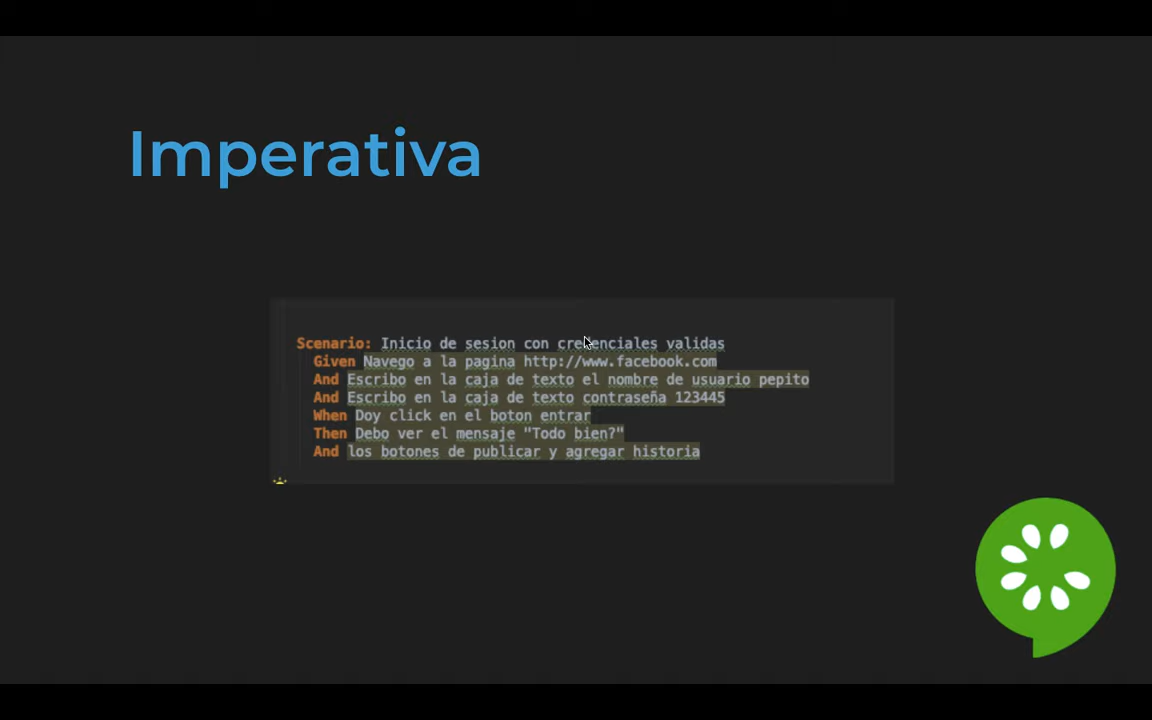 Imperativa
Scenario: Inicio de sesion con credenciales validas
Given Navego a la pagina http://www.facebook.com
And Escribo en la caja de texto el nombre de usuario pepito
And Escribo en la caja de texto contraseña 123445
When Doy click en el boton entrar
Then Debo ver el mensaje "Todo bien?"
And los botones de publicar y agregar historia